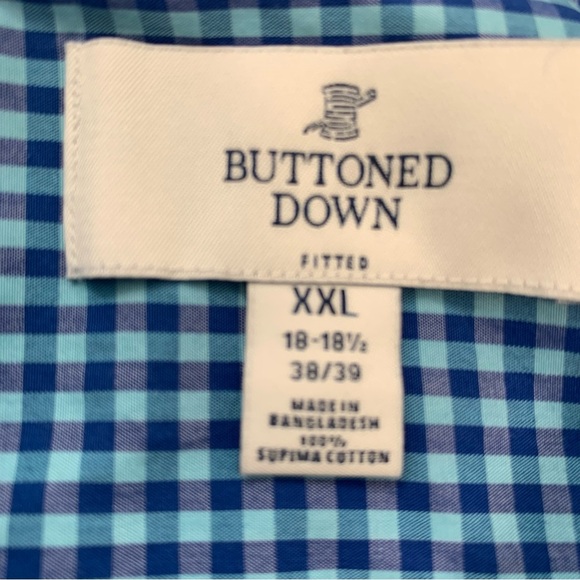 BUTTONED
DOWN
FITTED
XXL
18-18½
38/39
MADE IN
BANGLADESH
100%
SUPIMA COTTON